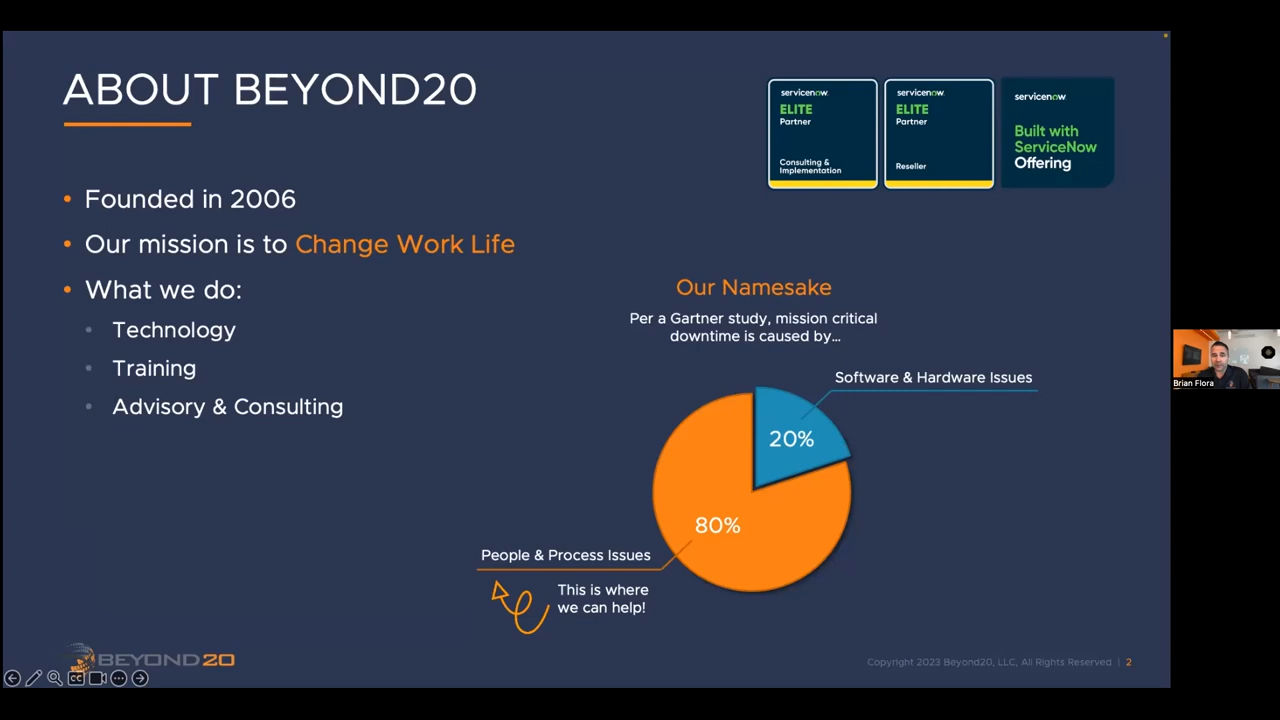 ABOUT BEYOND20
servicenow
ELITE
Partner
Consulting &
Implementation
servicenow
ELITE
Partner
Reseller
servicenow
Built with
ServiceNow
Offering
• Founded in 2006
• Our mission is to Change Work Life
• What we do:
• Technology
• Training
• Advisory & Consulting
Our Namesake
Per a Gartner study, mission critical
downtime is caused by...
Software & Hardware Issues
20%
80%
People & Process Issues
This is where
we can help!
Brian Flora
BEYOND20
CC
Copyright 2023 Beyond20, LLC, All Rights Reserved | 2